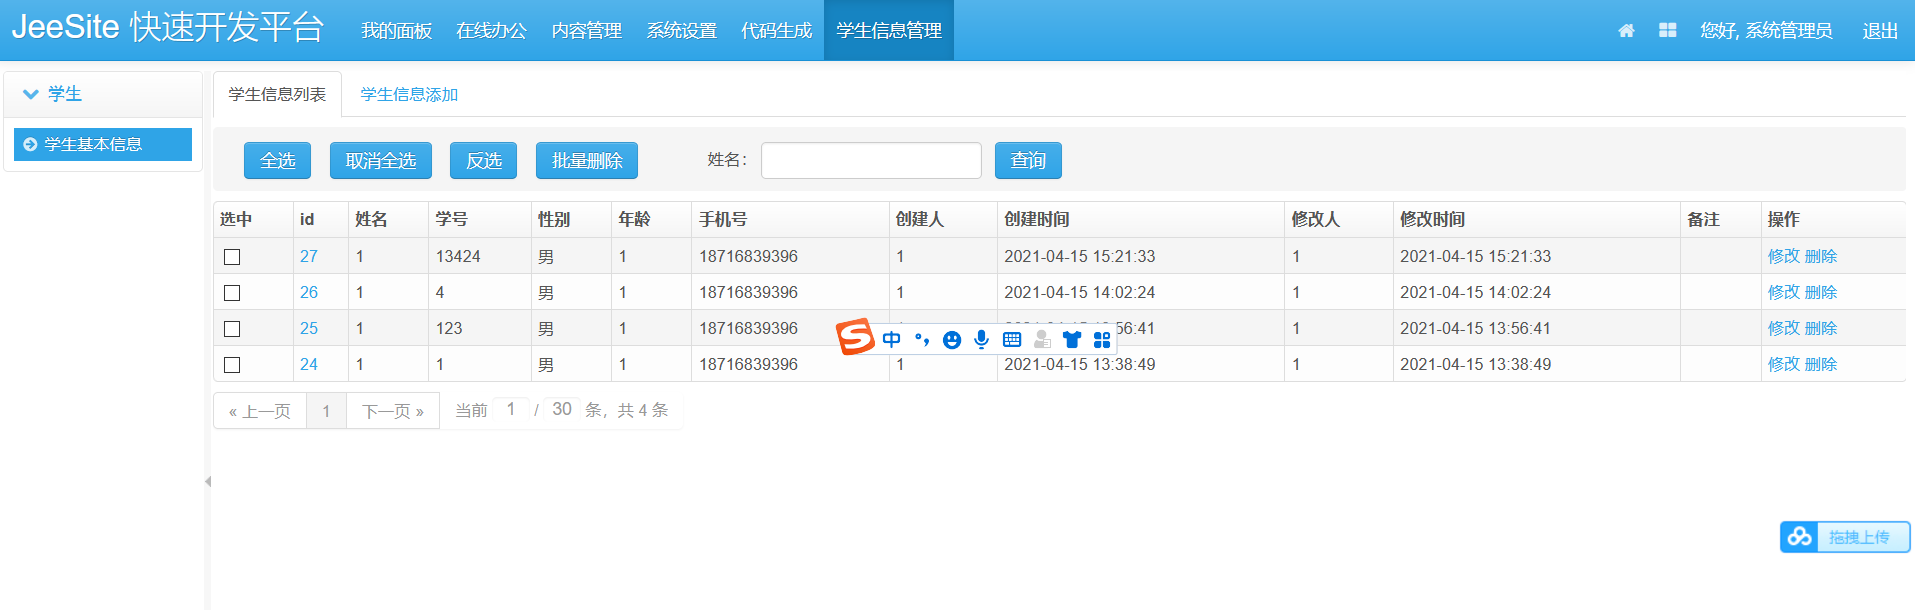 JeeSite 快速开发平台 我的面板 在线办公 内容管理 系统设置 代码生成 学生信息管理 您好, 系统管理员 退出
学生
学生基本信息
学生信息列表 学生信息添加
全选 取消全选 反选 批量删除 姓名： 查询
选中 id 姓名 学号 性别 年龄 手机号 创建人 创建时间 修改人 修改时间 备注 操作
27 1 13424 男 1 18716839396 1 2021-04-15 15:21:33 1 2021-04-15 15:21:33 修改 删除
26 1 4 男 1 18716839396 1 2021-04-15 14:02:24 1 2021-04-15 14:02:24 修改 删除
25 1 123 男 1 18716839396 56:41 1 2021-04-15 13:56:41 修改 删除
中
24 1 1 男 1 18716839396 1 2021-04-15 13:38:49 1 2021-04-15 13:38:49 修改 删除
« 上一页 1 下一页 » 当前 1 / 30 条，共 4 条
拖拽上传